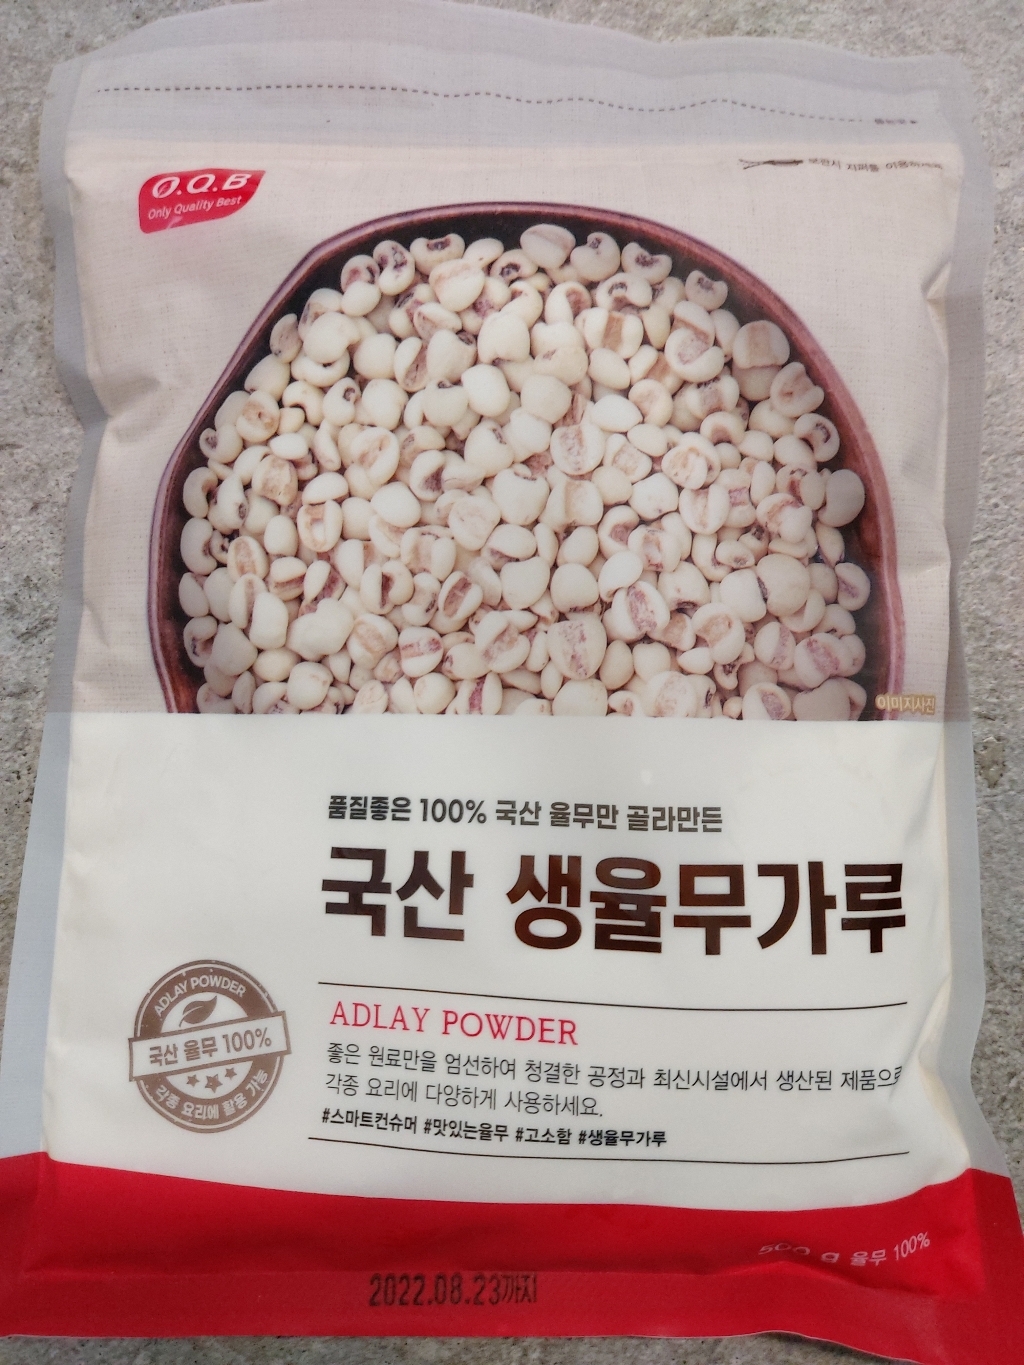 O.Q.B
Only Quality Best
이미지사진
품질좋은 100% 국산 율무만 골라만든
국산 생율무가루
ADLAY POWDER
국산 율무 100%
각종 요리에 활용 가능
ADLAY POWDER
좋은 원료만을 엄선하여 청결한 공정과 최신시설에서 생산된 제품으로
각종 요리에 다양하게 사용하세요.
#스마트컨슈머 #맛있는율무 #고소함 #생율무가루
500 g 율무 100%
2022.08.23까지